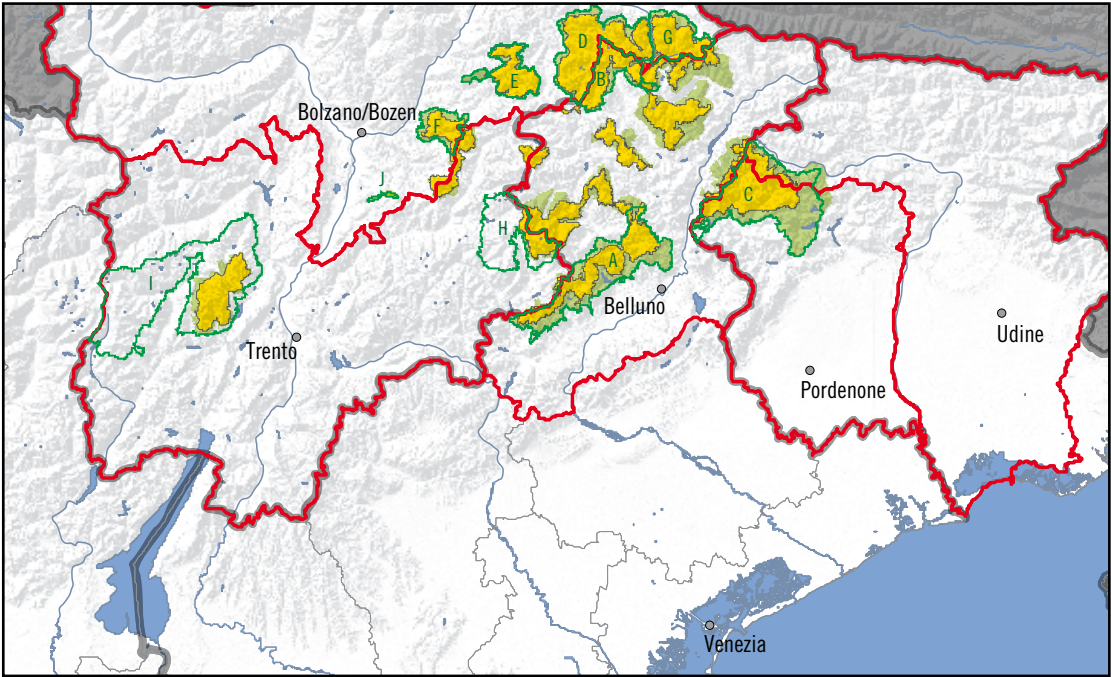 D
G
B
E
Bolzano/Bozen
F
J
C
H
A
I
Belluno
Udine
Trento
Pordenone
Venezia